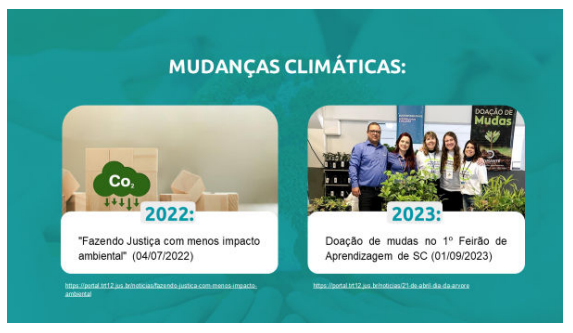 MUDANÇAS CLIMÁTICAS:
Co₂
2022:
"Fazendo Justiça com menos impacto
ambiental" (04/07/2022)
https://portal.trt12.jus.br/noticias/fazendo-justica-com-menos-impacto-
ambiental
DOAÇÃO DE
Mudas
2023:
Doação de mudas no 1º Feirão de
Aprendizagem de SC (01/09/2023)
https://portal.trt12.jus.br/noticias/21-de-abril-dia-da-arvore